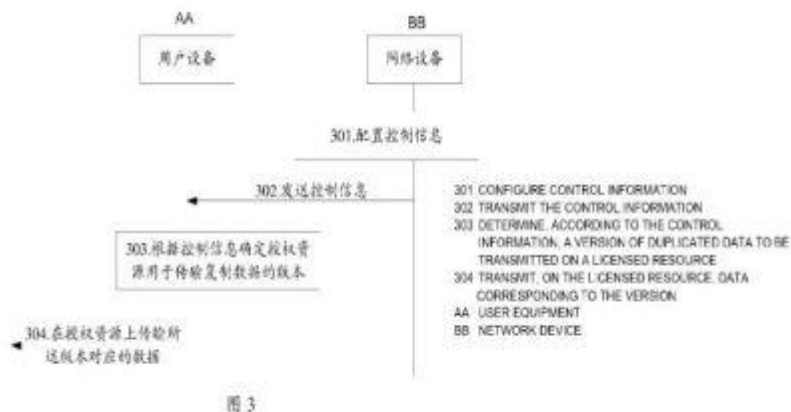 AA
BB
用户设备
网络设备
301.配置控制信息
302.发送控制信息
303.根据控制信息确定授权资
源用于传输复制数据的版本
304.在授权资源上传输所
述版本对应的数据
301 CONFIGURE CONTROL INFORMATION
302 TRANSMIT THE CONTROL INFORMATION
303 DETERMINE, ACCORDING TO THE CONTROL
INFORMATION, A VERSION OF DUPLICATED DATA TO BE
TRANSMITTED ON A LICENSED RESOURCE
304 TRANSMIT, ON THE LICENSED RESOURCE, DATA
CORRESPONDING TO THE VERSION
AA USER EQUIPMENT
BB NETWORK DEVICE
图 3